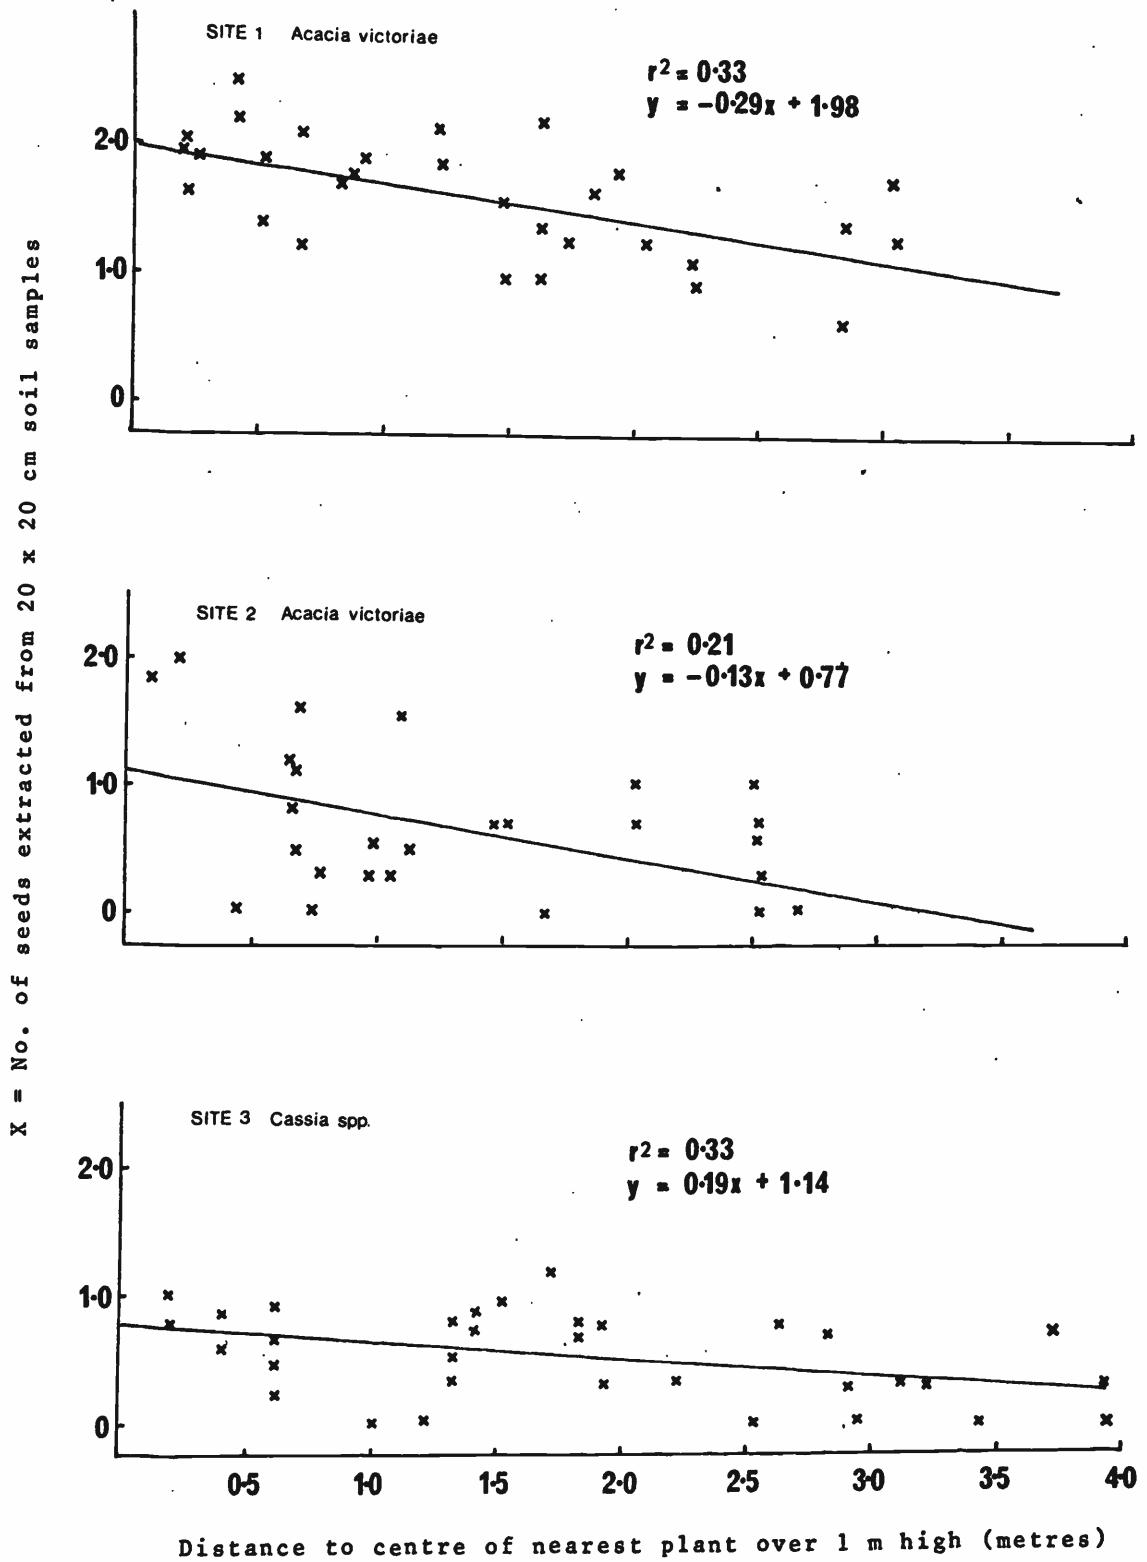 SITE 1 Acacia victoriae
r² = 0·33
y = -0·29x + 1·98
2·0
1·0
0
X = No. of seeds extracted from 20 x 20 cm soil samples
SITE 2 Acacia victoriae
r² = 0·21
y = -0·13x + 0·77
2·0
1·0
0
SITE 3 Cassia spp.
r² = 0·33
y = 0·19x + 1·14
2·0
1·0
0
0·5 1·0 1·5 2·0 2·5 3·0 3·5 4·0
Distance to centre of nearest plant over 1 m high (metres)